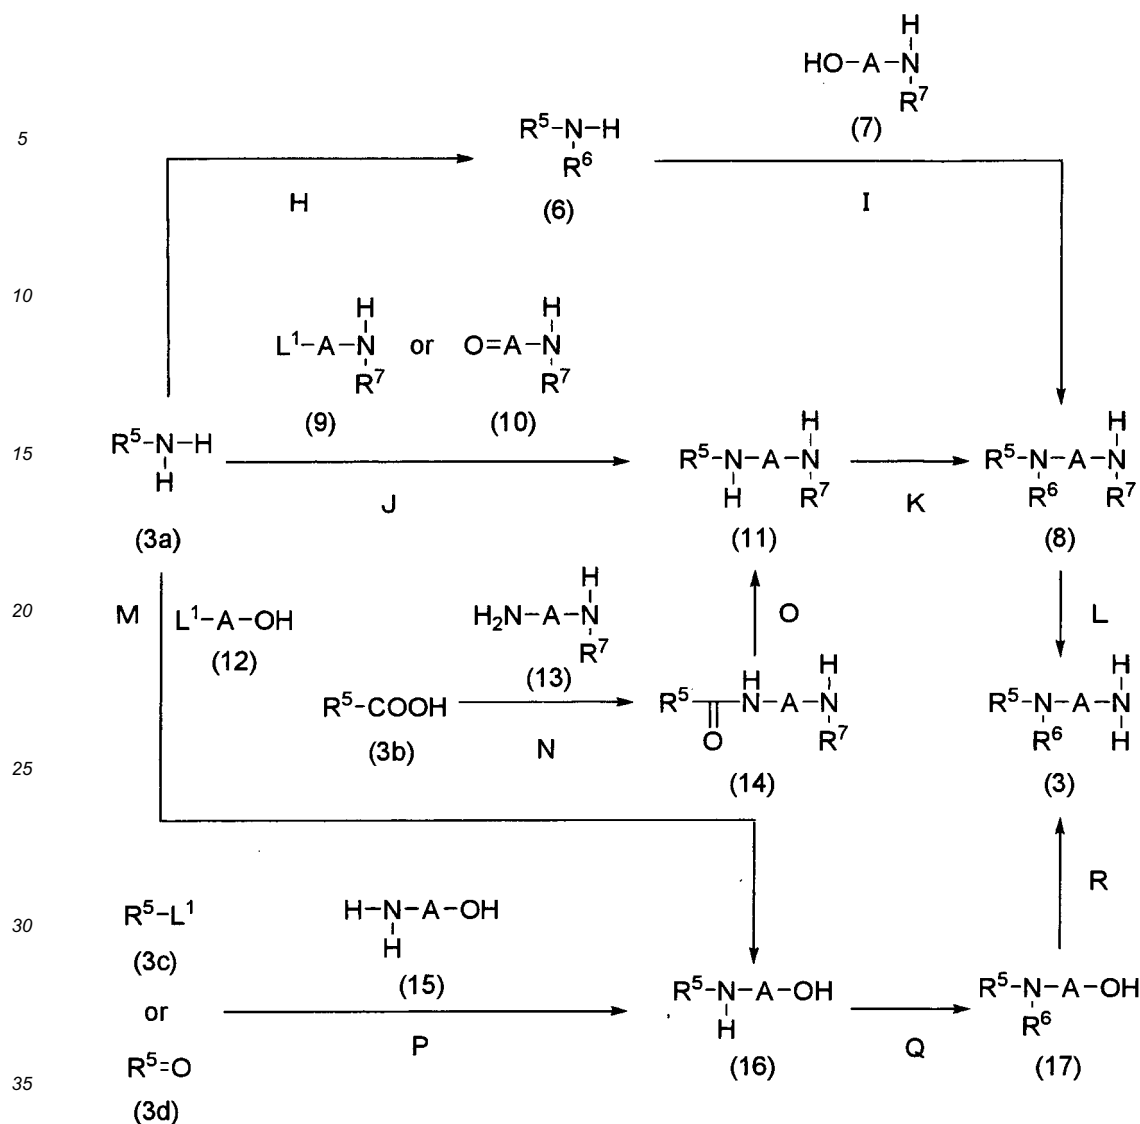 H
HO-A-N
R⁷
(7)
5
R⁵-N-H
R⁶
(6)
H
I
10
H
L¹-A-N
R⁷
or
H
O=A-N
R⁷
(9)
(10)
15
R⁵-N-H
H
(3a)
J
H
R⁵-N-A-N
H
R⁷
(11)
K
H
R⁵-N-A-N
R⁶
R⁷
(8)
20
M
L¹-A-OH
(12)
H
H₂N-A-N
R⁷
(13)
O
L
R⁵-COOH
(3b)
N
H
H
R⁵
N-A-N
O
R⁷
(14)
H
R⁵-N-A-N
R⁶
H
(3)
25
R
30
R⁵-L¹
(3c)
or
R⁵=O
(3d)
H-N-A-OH
H
(15)
P
R⁵-N-A-OH
H
(16)
Q
R⁵-N-A-OH
R⁶
(17)
35